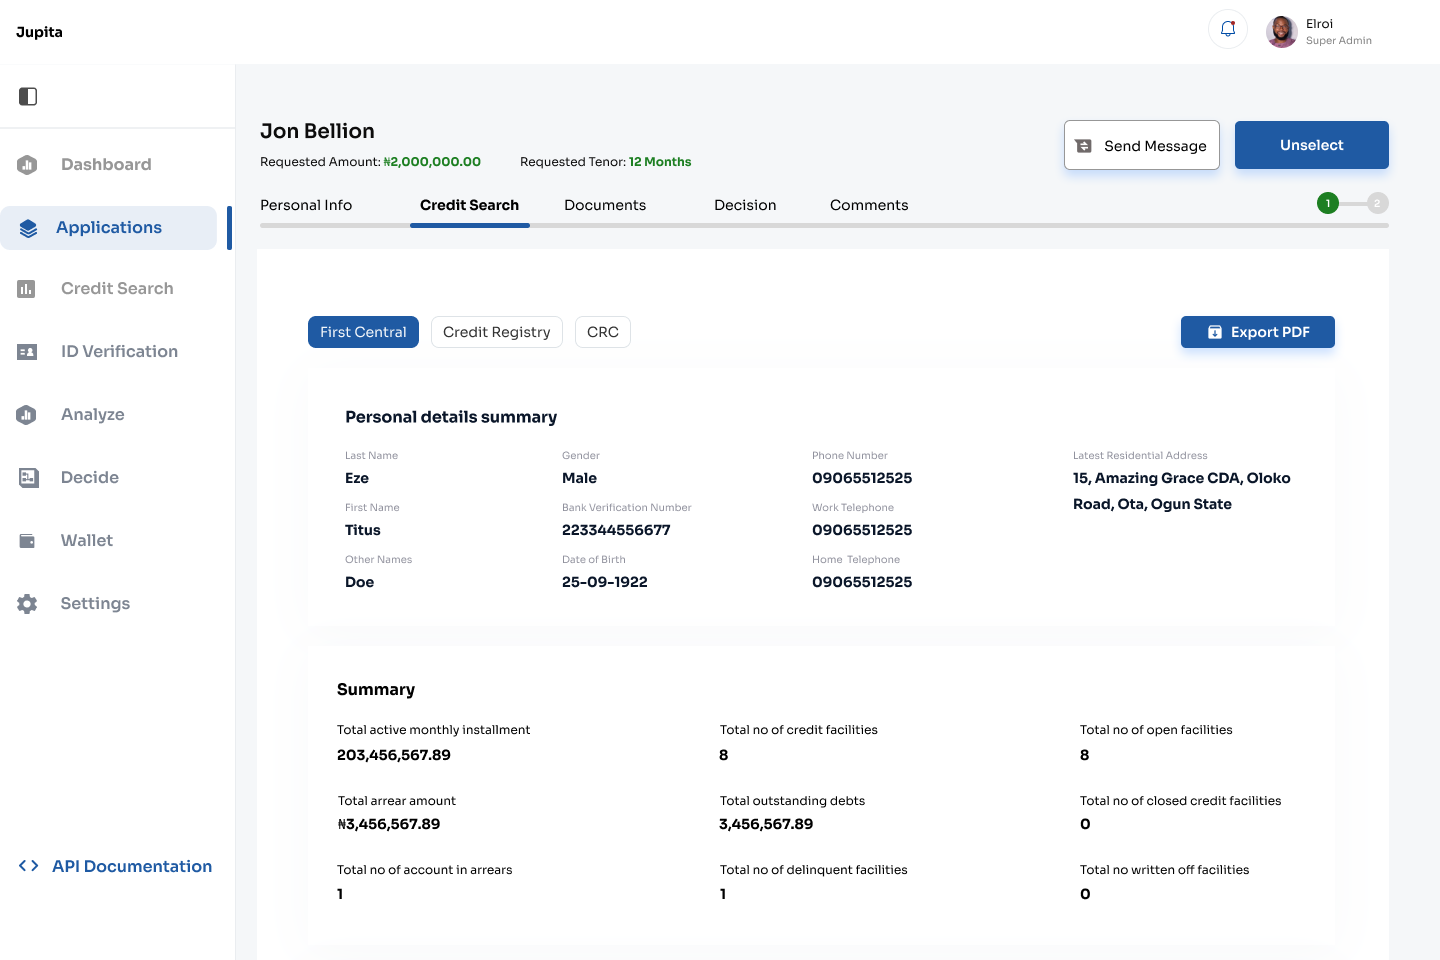 Jupita
Elroi
Super Admin
Dashboard
Applications
Credit Search
ID Verification
Analyze
Decide
Wallet
Settings
API Documentation
Jon Bellion
Requested Amount: ₦2,000,000.00
Requested Tenor: 12 Months
Send Message
Unselect
Personal Info
Credit Search
Documents
Decision
Comments
1
2
First Central
Credit Registry
CRC
Export PDF
Personal details summary
Last Name
Eze
Gender
Male
Phone Number
09065512525
Latest Residential Address
15, Amazing Grace CDA, Oloko
Road, Ota, Ogun State
First Name
Titus
Bank Verification Number
223344556677
Work Telephone
09065512525
Other Names
Doe
Date of Birth
25-09-1922
Home Telephone
09065512525
Summary
Total active monthly installment
203,456,567.89
Total no of credit facilities
8
Total no of open facilities
8
Total arrear amount
₦3,456,567.89
Total outstanding debts
3,456,567.89
Total no of closed credit facilities
0
Total no of account in arrears
1
Total no of delinquent facilities
1
Total no written off facilities
0